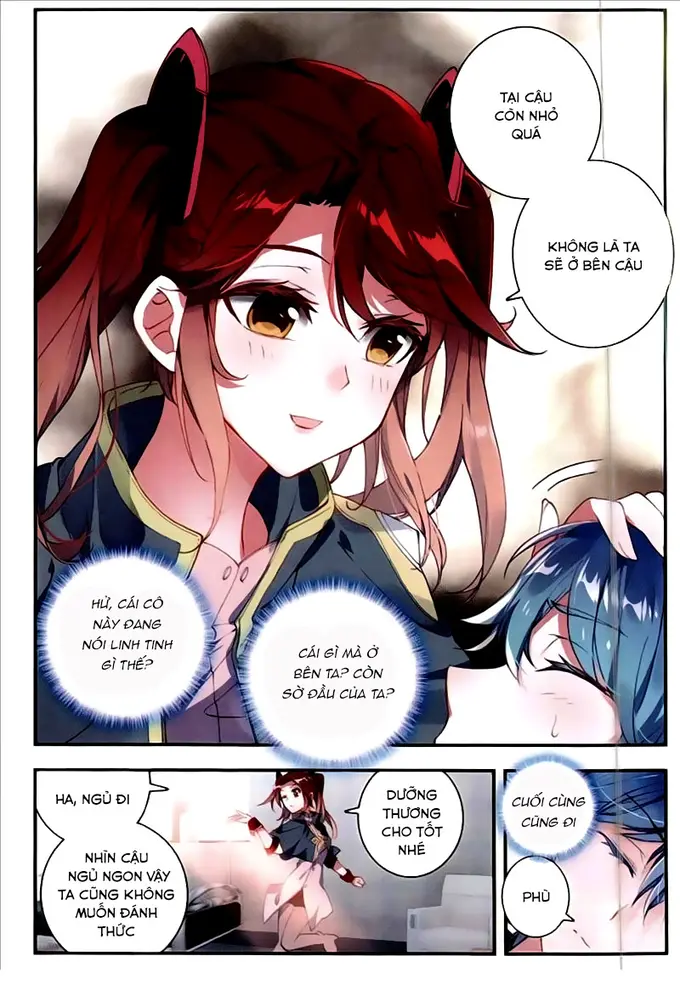 TẠI CẬU
CÒN NHỎ
QUÁ
KHÔNG LÀ TA
SẼ Ở BÊN CẬU
HỬ, CÁI CÔ
NÀY ĐANG
NÓI LINH TINH
GÌ THẾ?
CÁI GÌ MÀ Ở
BÊN TA? CÒN
SỜ ĐẦU CỦA TA?
HA, NGỦ ĐI
NHÌN CẬU
NGỦ NGON VẬY
TA CŨNG KHÔNG
MUỐN ĐÁNH
THỨC
DƯỠNG
THƯƠNG
CHO TỐT
NHÉ
CUỐI CÙNG
CŨNG ĐI
PHÙ